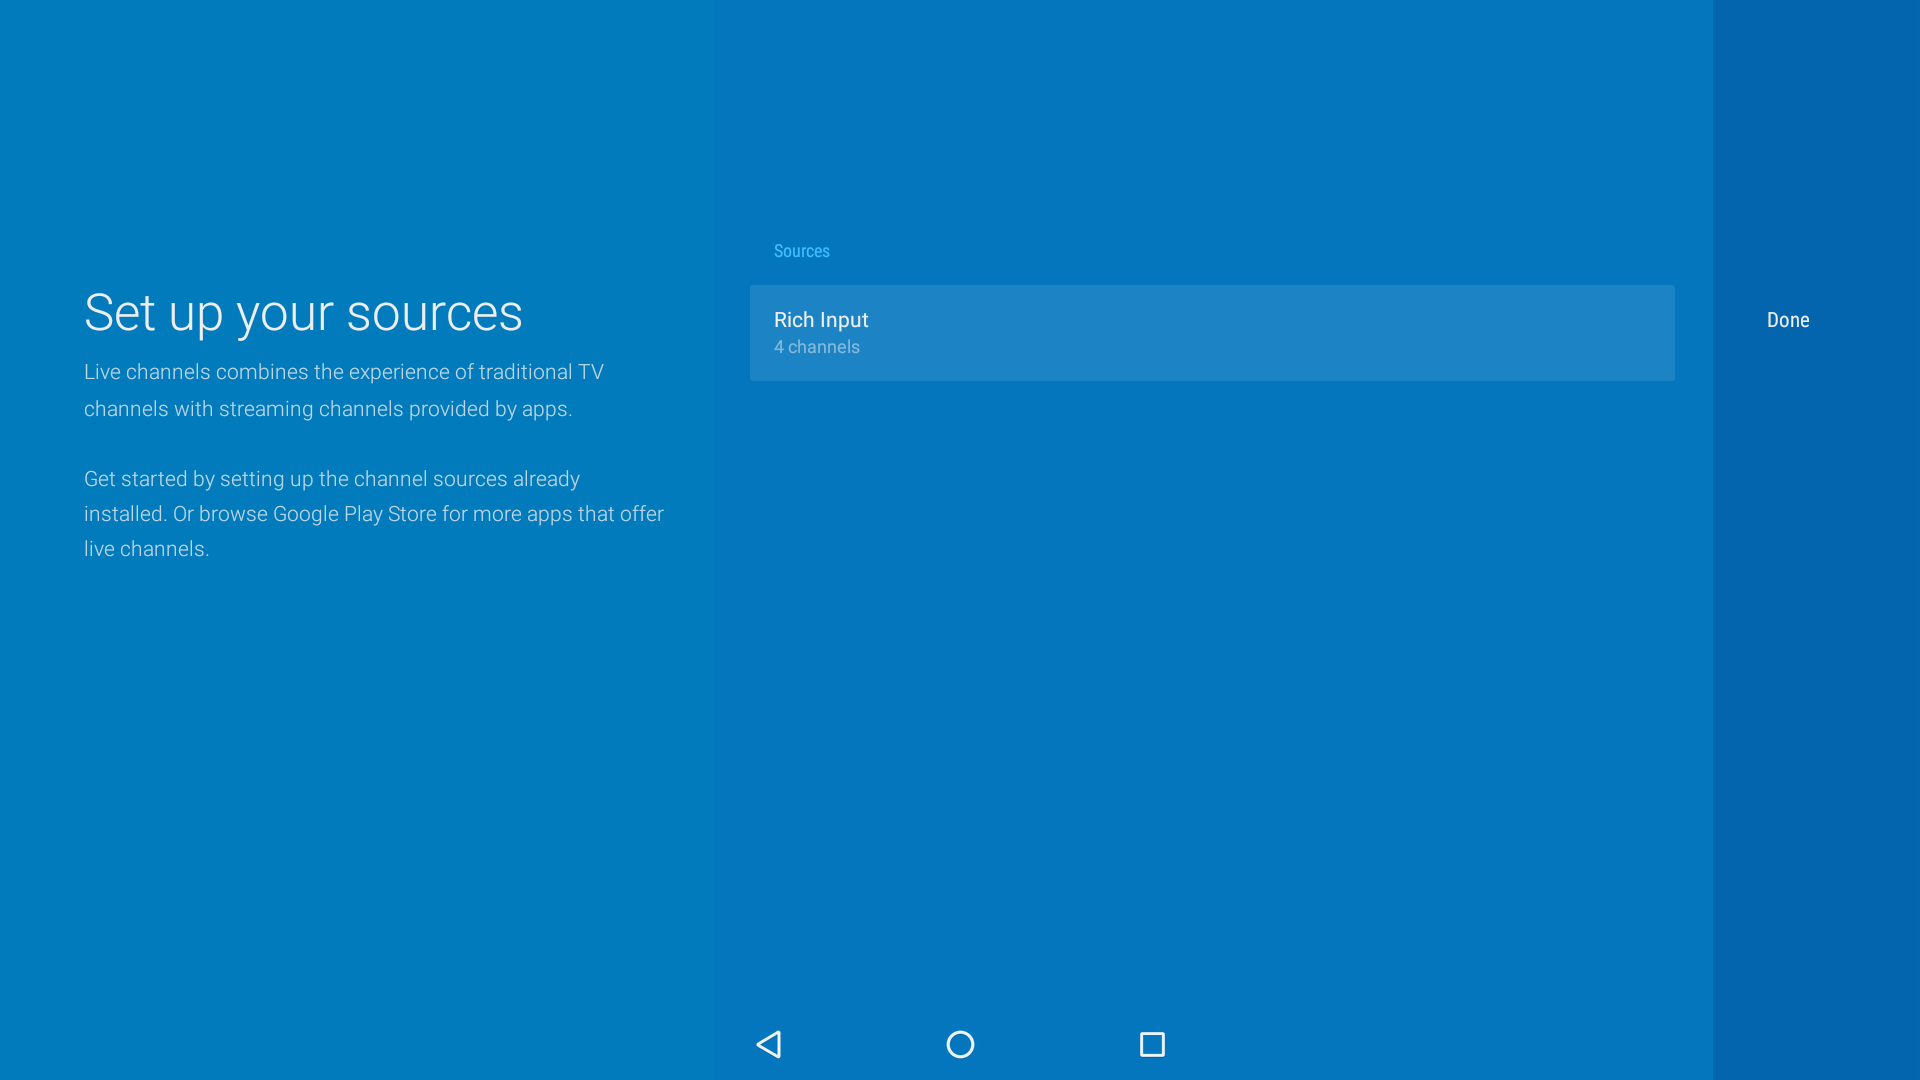 Set up your sources
Live channels combines the experience of traditional TV
channels with streaming channels provided by apps.
Get started by setting up the channel sources already
installed. Or browse Google Play Store for more apps that offer
live channels.
Sources
Rich Input
4 channels
Done